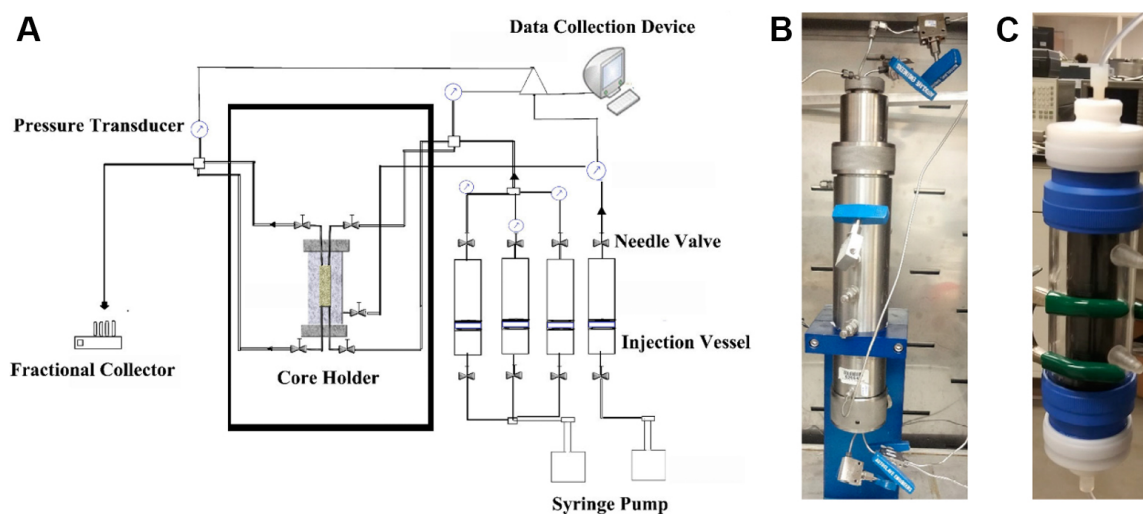 A
B
C
Data Collection Device
Pressure Transducer
Needle Valve
Injection Vessel
Fractional Collector
Core Holder
Syringe Pump